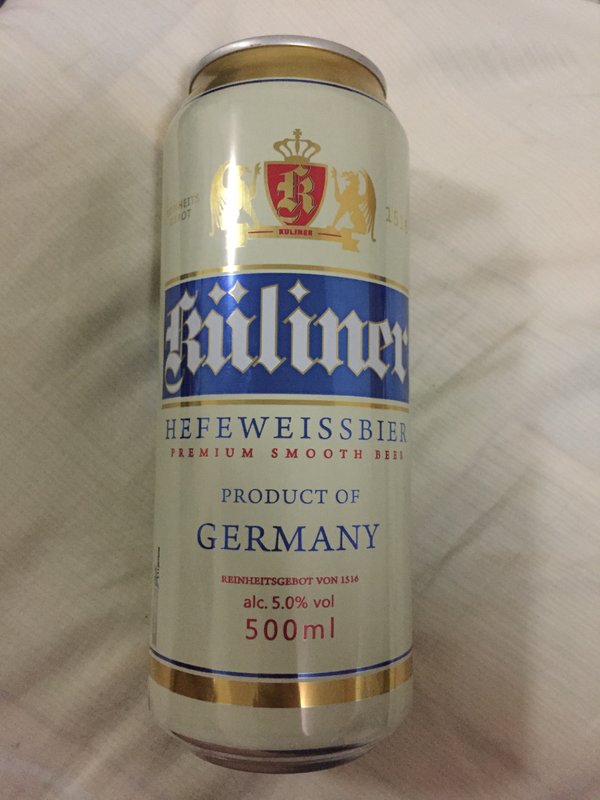 R
KÜLINER
Küliner
HEFEWEISSBIER
PREMIUM SMOOTH BEER
PRODUCT OF
GERMANY
REINHEITSGEBOT VON 1516
alc. 5.0% vol
500ml